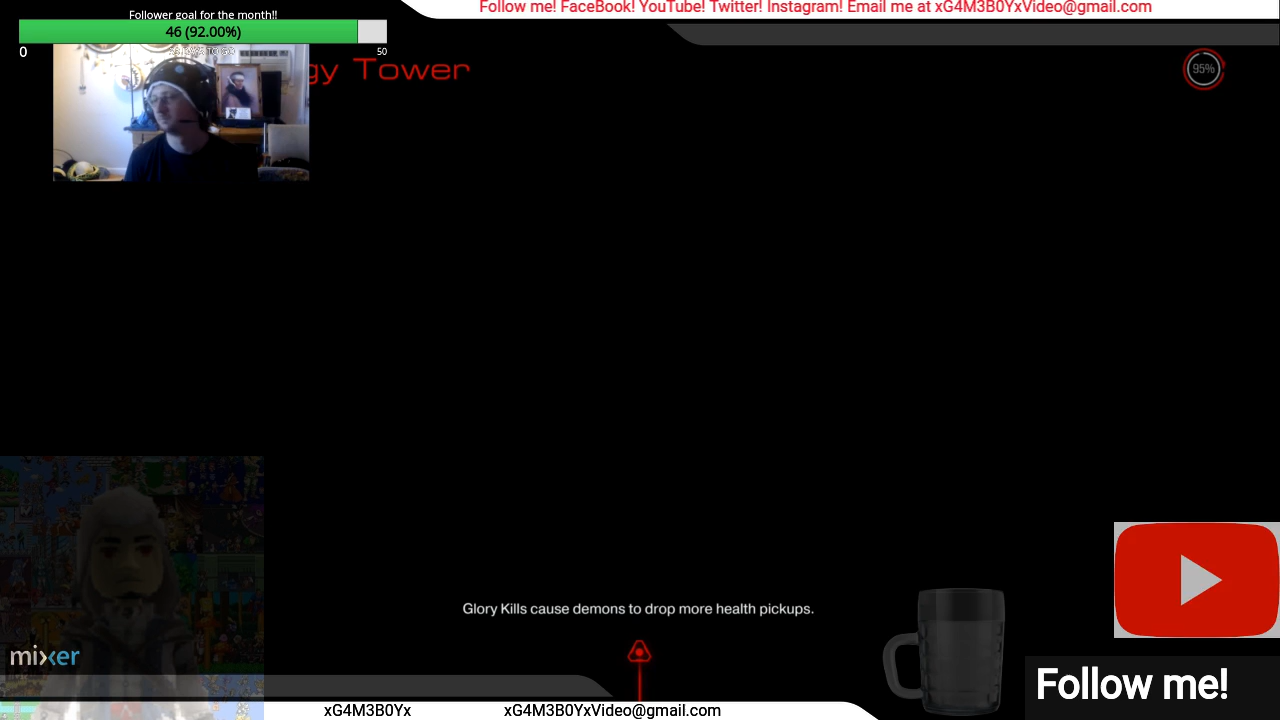 Follower goal for the month!!
Follow me! FaceBook! YouTube! Twitter! Instagram! Email me at xG4M3B0YxVideo@gmail.com
46 (92.00%)
0
50
gy Tower
95%
Glory Kills cause demons to drop more health pickups.
mixer
Follow me!
xG4M3B0Yx
xG4M3B0YxVideo@gmail.com